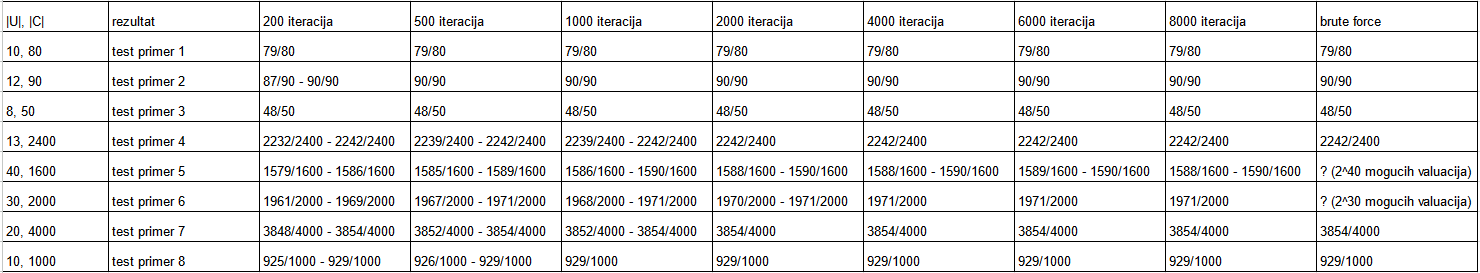 |U|, |C| rezultat 200 iteracija 500 iteracija 1000 iteracija 2000 iteracija 4000 iteracija 6000 iteracija 8000 iteracija brute force
10, 80 test primer 1 79/80 79/80 79/80 79/80 79/80 79/80 79/80 79/80
12, 90 test primer 2 87/90 - 90/90 90/90 90/90 90/90 90/90 90/90 90/90 90/90
8, 50 test primer 3 48/50 48/50 48/50 48/50 48/50 48/50 48/50 48/50
13, 2400 test primer 4 2232/2400 - 2242/2400 2239/2400 - 2242/2400 2239/2400 - 2242/2400 2242/2400 2242/2400 2242/2400 2242/2400 2242/2400
40, 1600 test primer 5 1579/1600 - 1586/1600 1585/1600 - 1589/1600 1586/1600 - 1590/1600 1588/1600 - 1590/1600 1588/1600 - 1590/1600 1589/1600 - 1590/1600 1588/1600 - 1590/1600 ? (2^40 mogucih valuacija)
30, 2000 test primer 6 1961/2000 - 1969/2000 1967/2000 - 1971/2000 1968/2000 - 1971/2000 1970/2000 - 1971/2000 1971/2000 1971/2000 1971/2000 ? (2^30 mogucih valuacija)
20, 4000 test primer 7 3848/4000 - 3854/4000 3852/4000 - 3854/4000 3852/4000 - 3854/4000 3854/4000 3854/4000 3854/4000 3854/4000 3854/4000
10, 1000 test primer 8 925/1000 - 929/1000 926/1000 - 929/1000 929/1000 929/1000 929/1000 929/1000 929/1000 929/1000